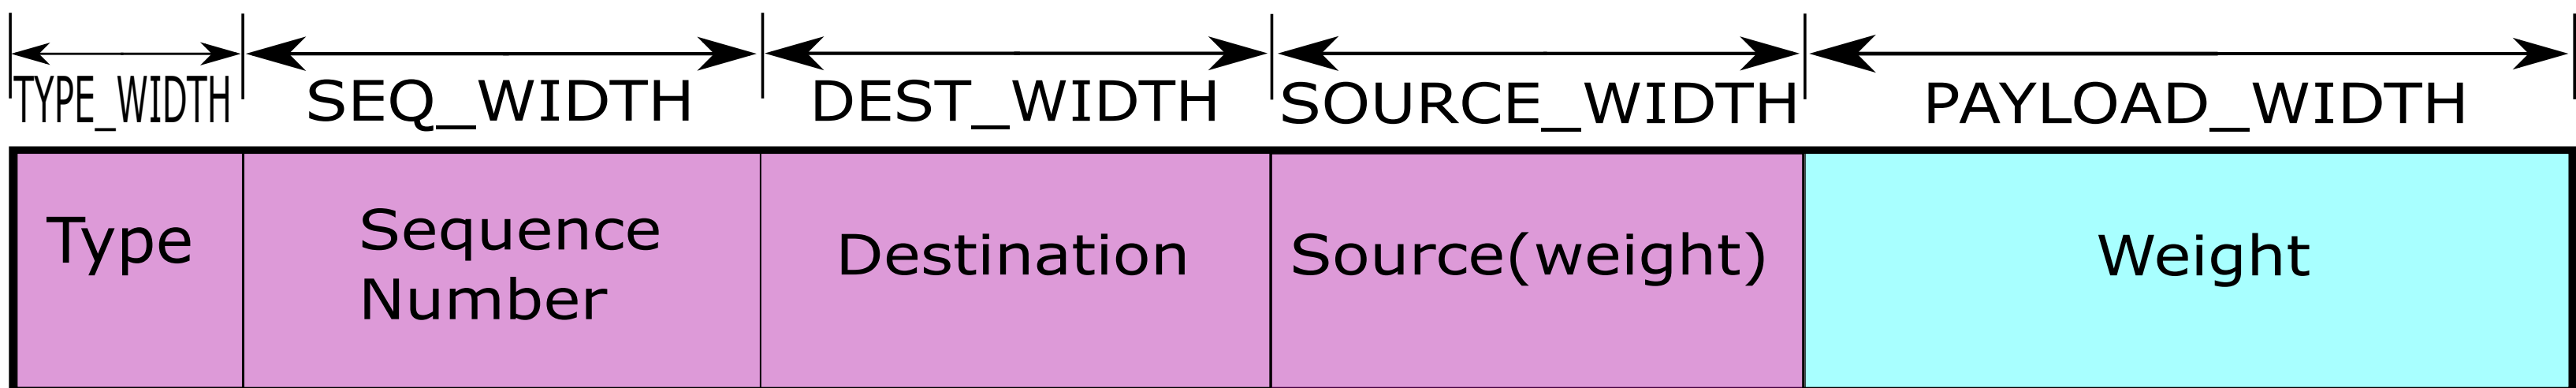 TYPE_WIDTH SEQ_WIDTH DEST_WIDTH SOURCE_WIDTH PAYLOAD_WIDTH
Type
Sequence
Number
Destination
Source(weight)
Weight